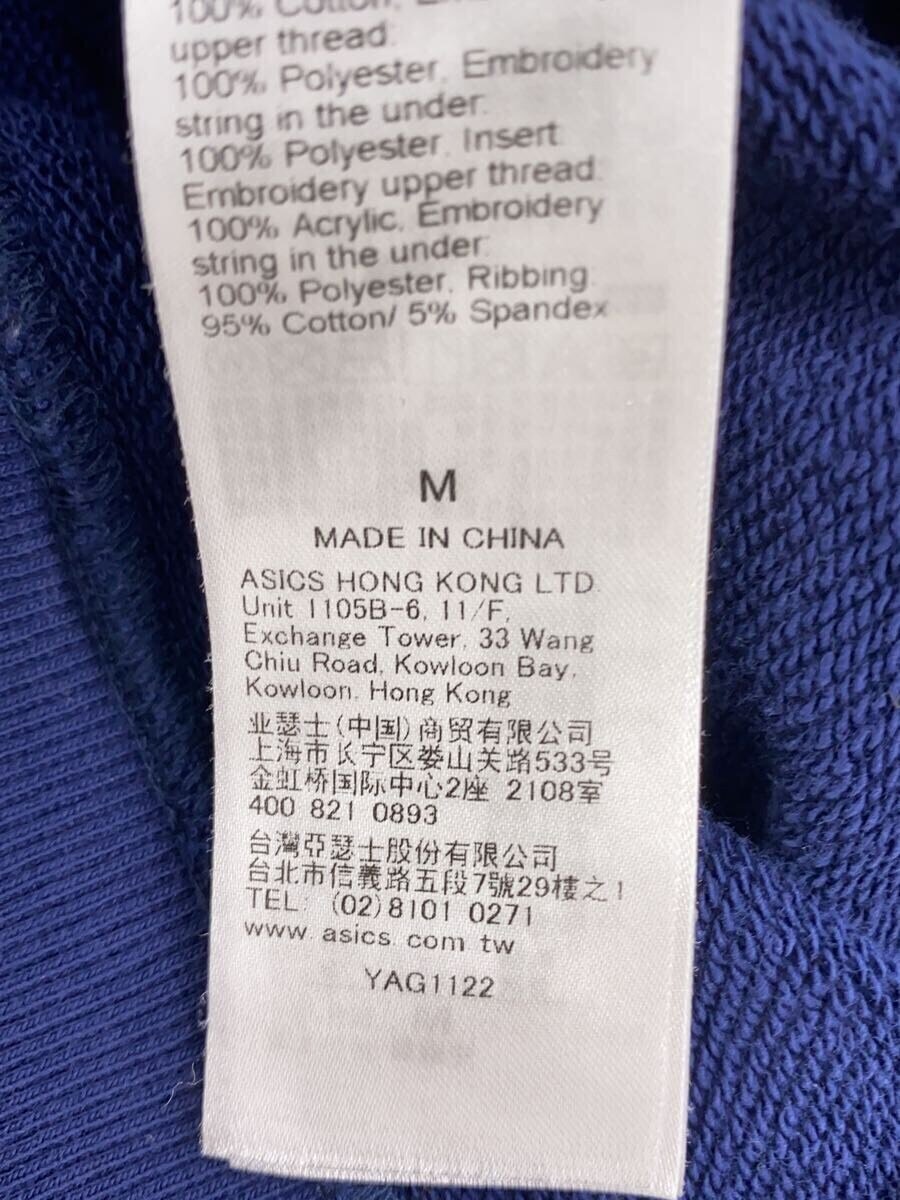 100% Cotton, Embroidery
upper thread:
100% Polyester, Embroidery
string in the under:
100% Polyester, Insert
Embroidery upper thread:
100% Acrylic, Embroidery
string in the under:
100% Polyester, Ribbing:
95% Cotton/ 5% Spandex
M
MADE IN CHINA
ASICS HONG KONG LTD.
Unit 1105B-6, 11/F,
Exchange Tower, 33 Wang
Chiu Road, Kowloon Bay,
Kowloon, Hong Kong
业瑟士(中国)商贸有限公司
上海市长宁区娄山关路533号
金虹桥国际中心2座 2108室
400 821 0893
台灣亞瑟士股份有限公司
台北市信義路五段7號29樓之1
TEL: (02)8101 0271
www.asics.com tw
YAG1122